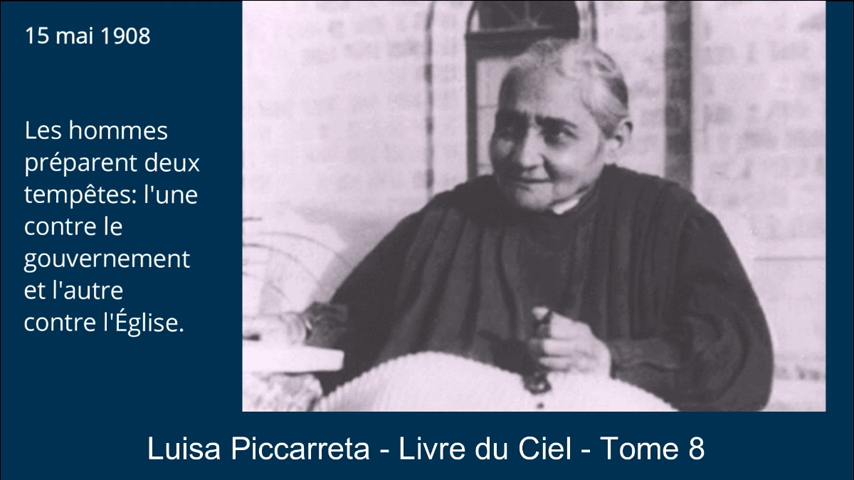 15 mai 1908
Les hommes
préparent deux
tempêtes: l'une
contre le
gouvernement
et l'autre
contre l'Église.
Luisa Piccarreta - Livre du Ciel - Tome 8